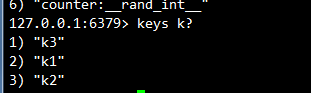 6) "counter:__rand_int__"
127.0.0.1:6379> keys k?
1) "k3"
2) "k1"
3) "k2"